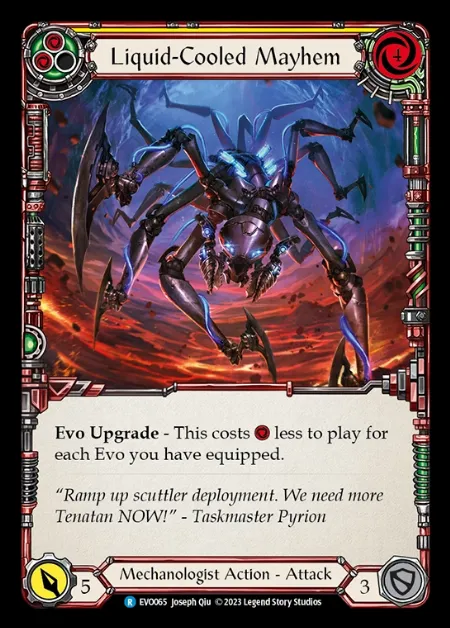 Liquid-Cooled Mayhem
4
Evo Upgrade - This costs less to play for
each Evo you have equipped.
“Ramp up scuttler deployment. We need more
Tenatan NOW!” - Taskmaster Pyrion
5
Mechanologist Action - Attack
3
R EVO065 Joseph Qiu © 2023 Legend Story Studios